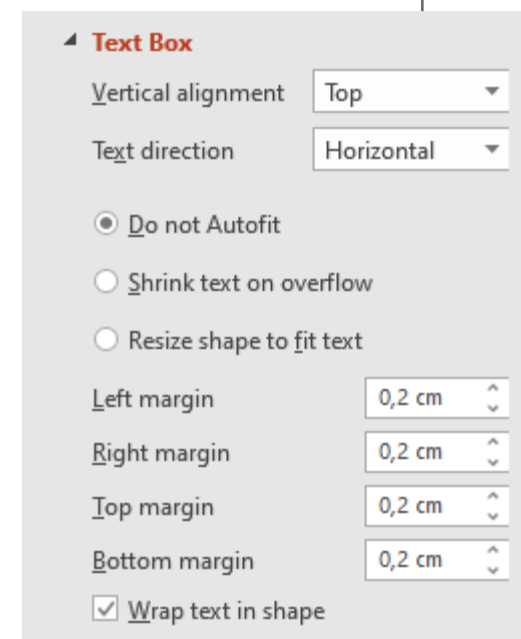 Text Box
Vertical alignment Top
Text direction Horizontal
Do not Autofit
Shrink text on overflow
Resize shape to fit text
Left margin 0,2 cm
Right margin 0,2 cm
Top margin 0,2 cm
Bottom margin 0,2 cm
Wrap text in shape